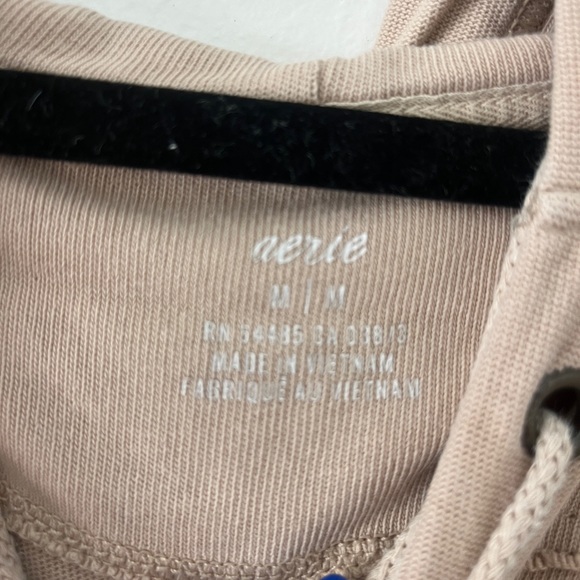 aerie
M | M
RN 54485 CA 03813
MADE IN VIETNAM
FABRIQUÉ AU VIETNAM